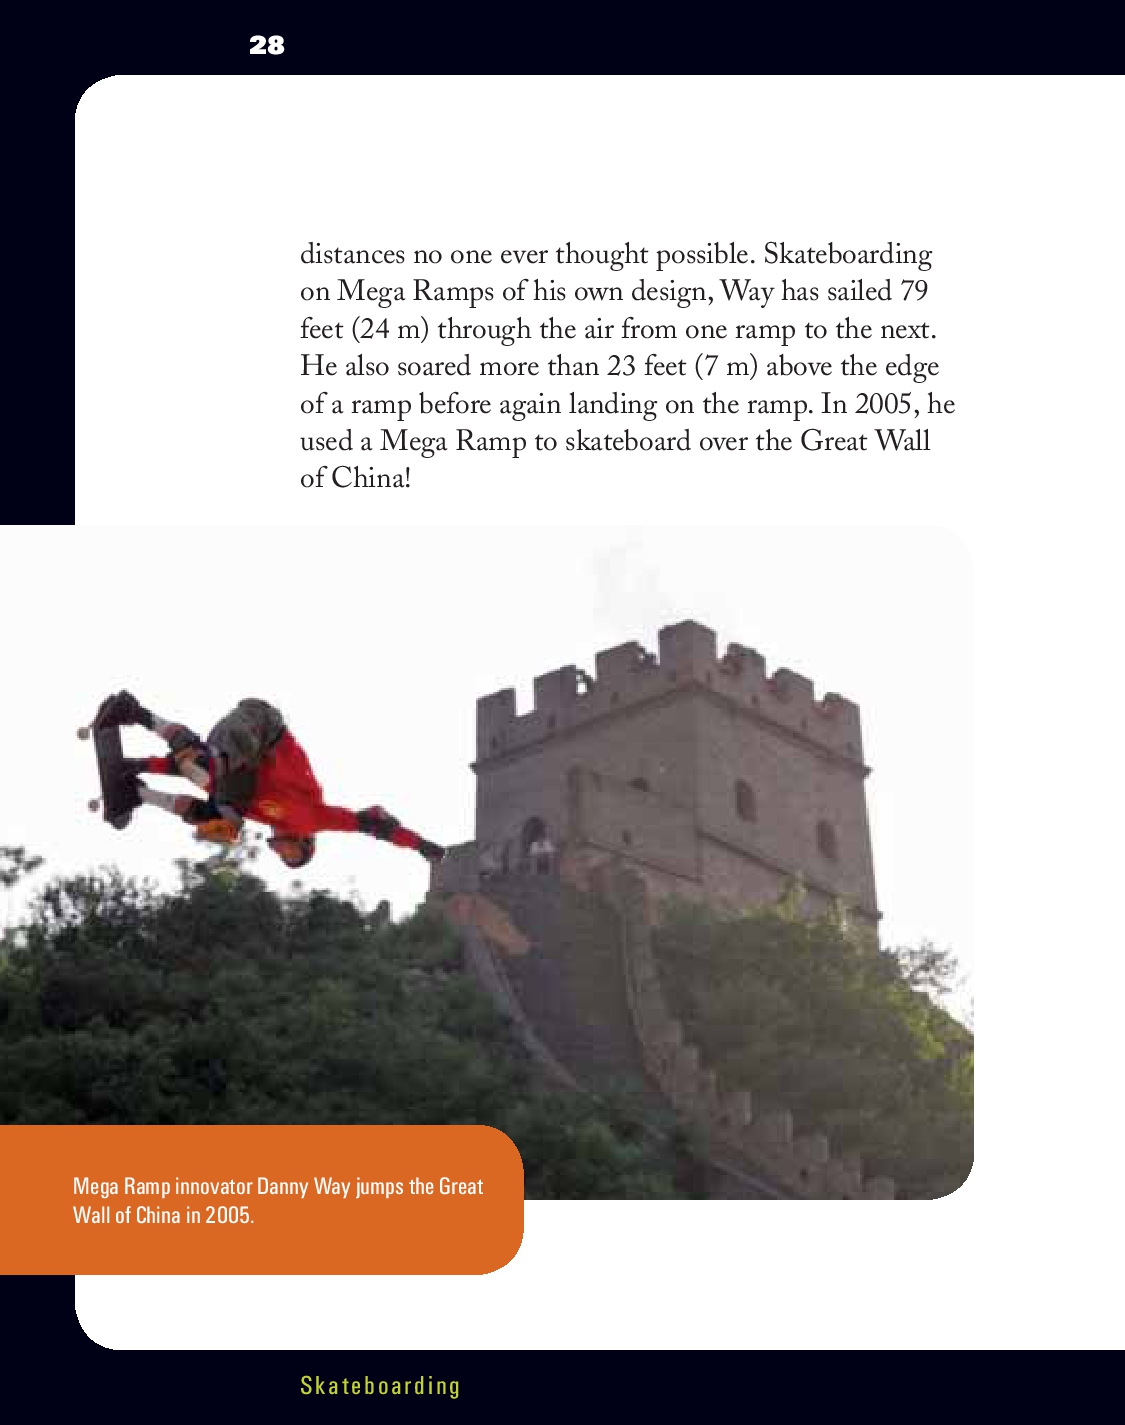 28
distances no one ever thought possible. Skateboarding
on Mega Ramps of his own design, Way has sailed 79
feet (24 m) through the air from one ramp to the next.
He also soared more than 23 feet (7 m) above the edge
of a ramp before again landing on the ramp. In 2005, he
used a Mega Ramp to skateboard over the Great Wall
of China!
Mega Ramp innovator Danny Way jumps the Great
Wall of China in 2005.
Skateboarding